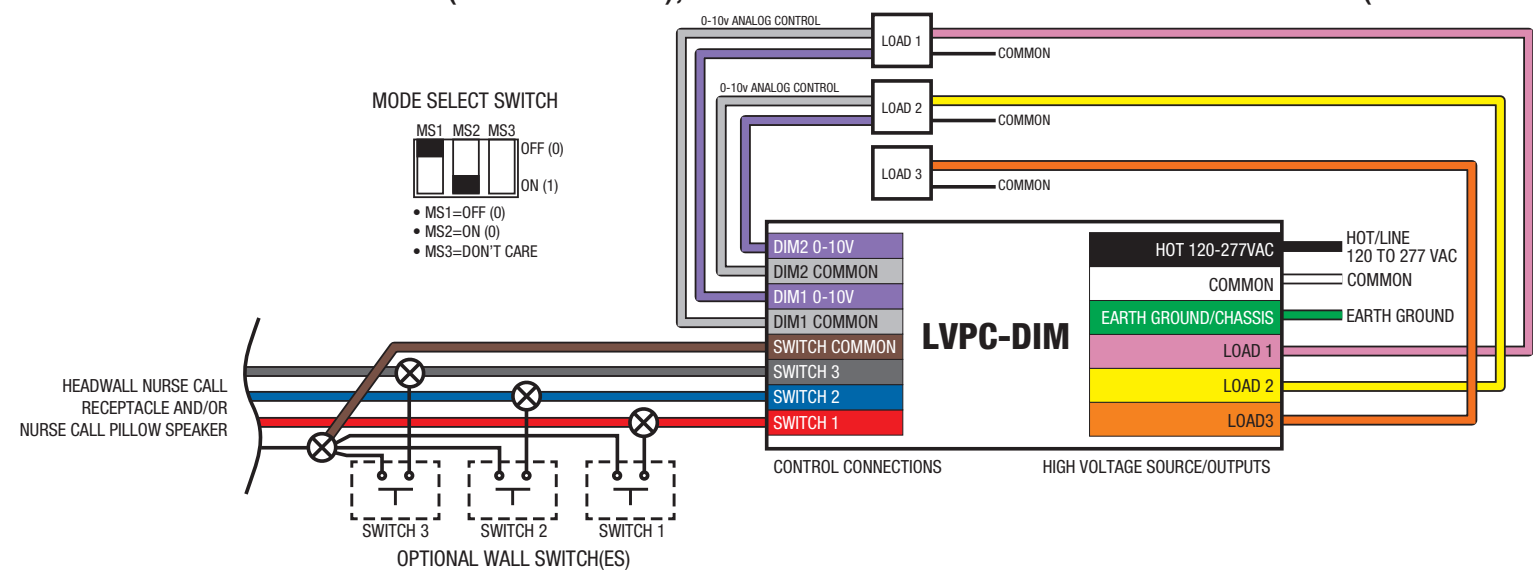 0-10v ANALOG CONTROL
LOAD 1
COMMON
0-10v ANALOG CONTROL
LOAD 2
COMMON
LOAD 3
COMMON
MODE SELECT SWITCH
MS1 MS2 MS3
OFF (0)
ON (1)
• MS1=OFF (0)
• MS2=ON (0)
• MS3=DON'T CARE
DIM2 0-10V
DIM2 COMMON
DIM1 0-10V
DIM1 COMMON
SWITCH COMMON
SWITCH 3
SWITCH 2
SWITCH 1
LVPC-DIM
HOT 120-277VAC
COMMON
EARTH GROUND/CHASSIS
LOAD 1
LOAD 2
LOAD3
HOT/LINE
120 TO 277 VAC
COMMON
EARTH GROUND
CONTROL CONNECTIONS
HIGH VOLTAGE SOURCE/OUTPUTS
HEADWALL NURSE CALL
RECEPTACLE AND/OR
NURSE CALL PILLOW SPEAKER
SWITCH 3
SWITCH 2
SWITCH 1
OPTIONAL WALL SWITCH(ES)